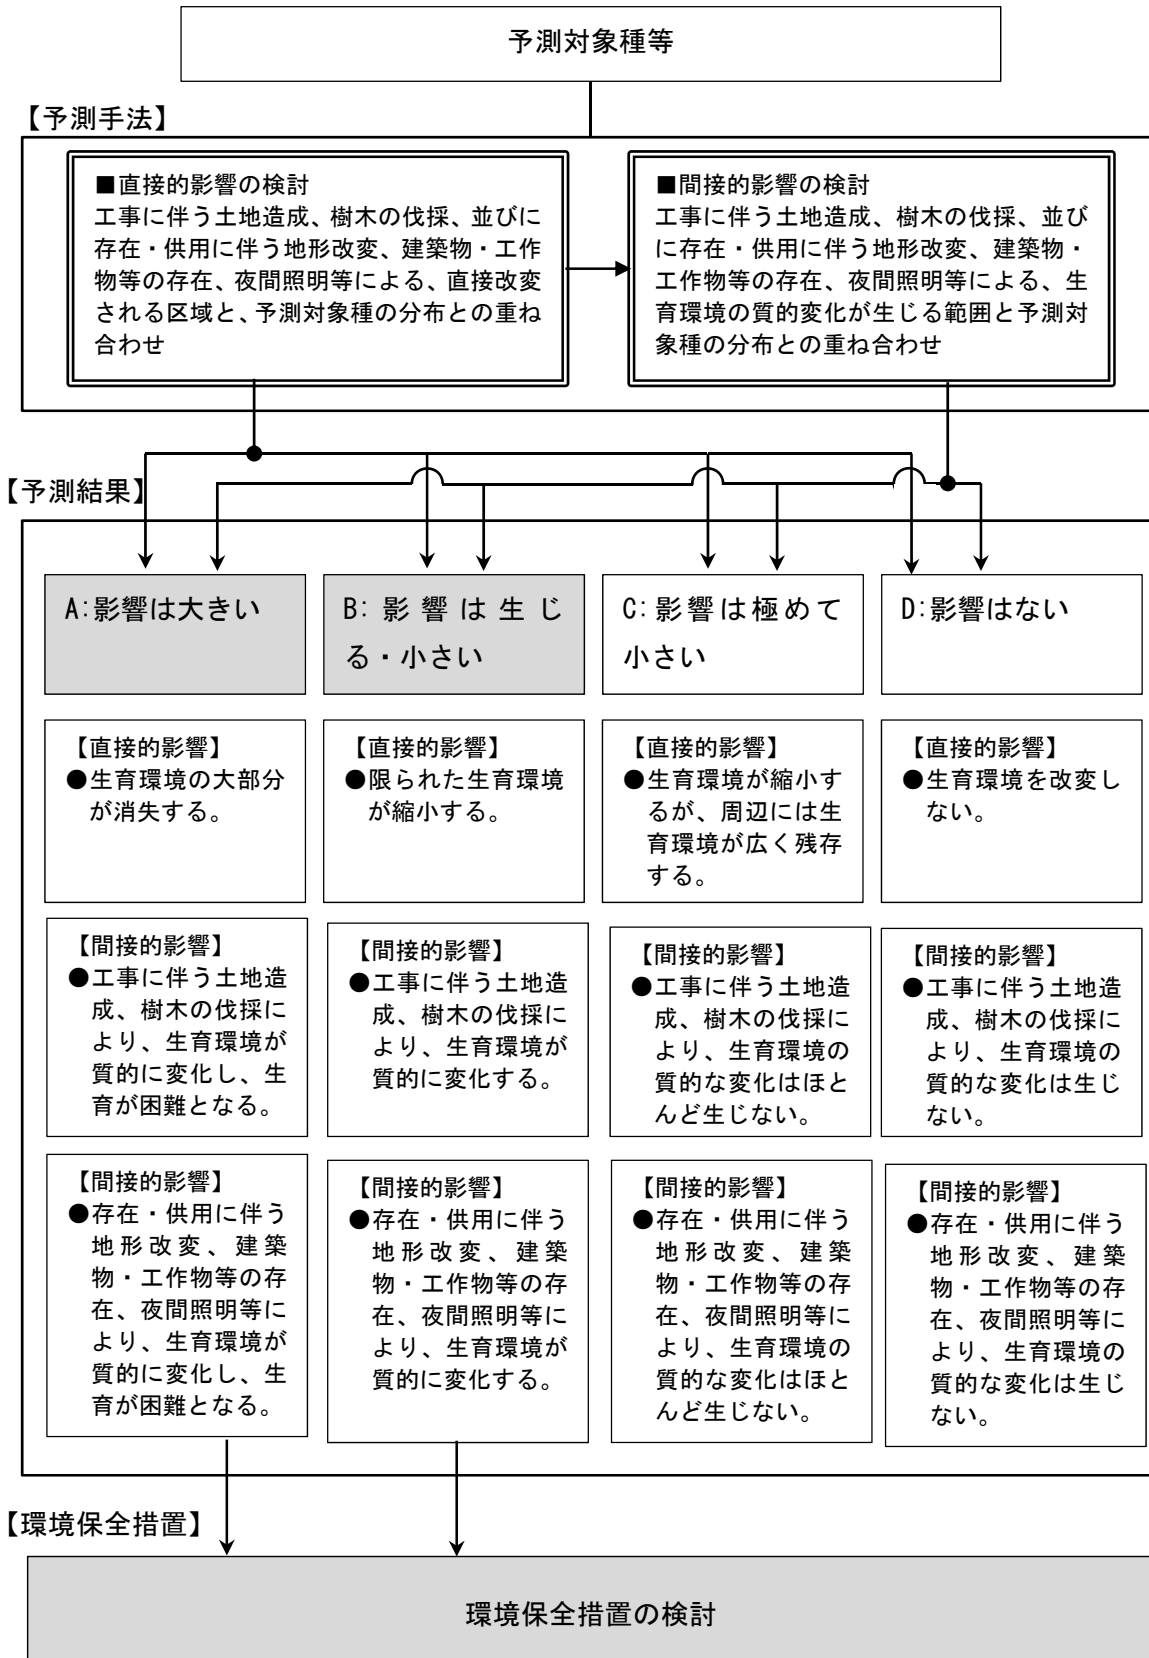 予測対象種等
【予測手法】
■直接的影響の検討
工事に伴う土地造成、樹木の伐採、並びに
存在・供用に伴う地形改変、建築物・工作
物等の存在、夜間照明等による、直接改変
される区域と、予測対象種の分布との重ね
合わせ
■間接的影響の検討
工事に伴う土地造成、樹木の伐採、並び
に存在・供用に伴う地形改変、建築物・
工作物等の存在、夜間照明等による、生
育環境の質的変化が生じる範囲と予測対
象種の分布との重ね合わせ
【予測結果】
A:影響は大きい
B:影響は生じ
る・小さい
C:影響は極めて
小さい
D:影響はない
【直接的影響】
●生育環境の大部分
が消失する。
【直接的影響】
●限られた生育環境
が縮小する。
【直接的影響】
●生育環境が縮小す
るが、周辺には生
育環境が広く残存
する。
【直接的影響】
●生育環境を改変し
ない。
【間接的影響】
●工事に伴う土地造
成、樹木の伐採に
より、生育環境が
質的に変化し、生
育が困難となる。
【間接的影響】
●工事に伴う土地造
成、樹木の伐採に
より、生育環境が
質的に変化する。
【間接的影響】
●工事に伴う土地造
成、樹木の伐採に
より、生育環境の
質的な変化はほと
んど生じない。
【間接的影響】
●工事に伴う土地造
成、樹木の伐採に
より、生育環境の
質的な変化は生じ
ない。
【間接的影響】
●存在・供用に伴う
地形改変、建築
物・工作物等の存
在、夜間照明等に
より、生育環境が
質的に変化し、生
育が困難となる。
【間接的影響】
●存在・供用に伴う
地形改変、建築
物・工作物等の存
在、夜間照明等に
より、生育環境が
質的に変化する。
【間接的影響】
●存在・供用に伴う
地形改変、建築
物・工作物等の存
在、夜間照明等に
より、生育環境の
質的な変化はほと
んど生じない。
【間接的影響】
●存在・供用に伴う
地形改変、建築
物・工作物等の存
在、夜間照明等に
より、生育環境の
質的な変化は生じ
ない。
【環境保全措置】
環境保全措置の検討